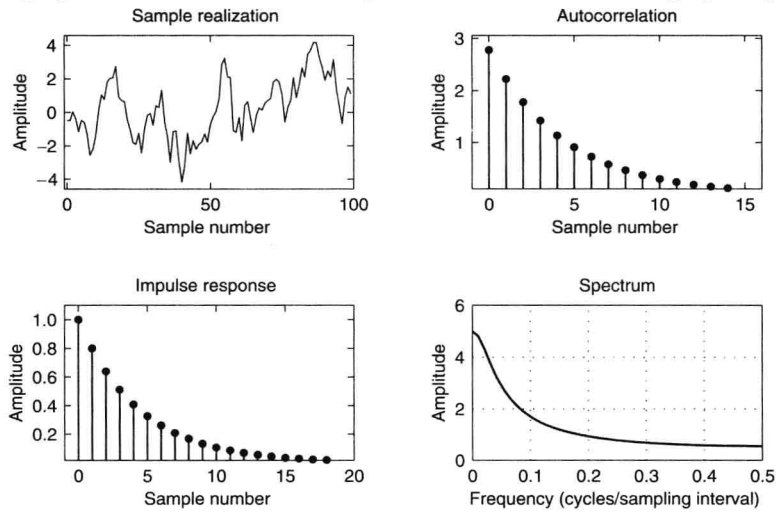 Sample realization
Amplitude
4
2
0
−2
−4
0
50
100
Sample number
Autocorrelation
Amplitude
3
2
1
0
5
10
15
Sample number
Impulse response
Amplitude
1.0
0.8
0.6
0.4
0.2
0
5
10
15
20
Sample number
Spectrum
Amplitude
6
4
2
0
0
0.1
0.2
0.3
0.4
0.5
Frequency (cycles/sampling interval)